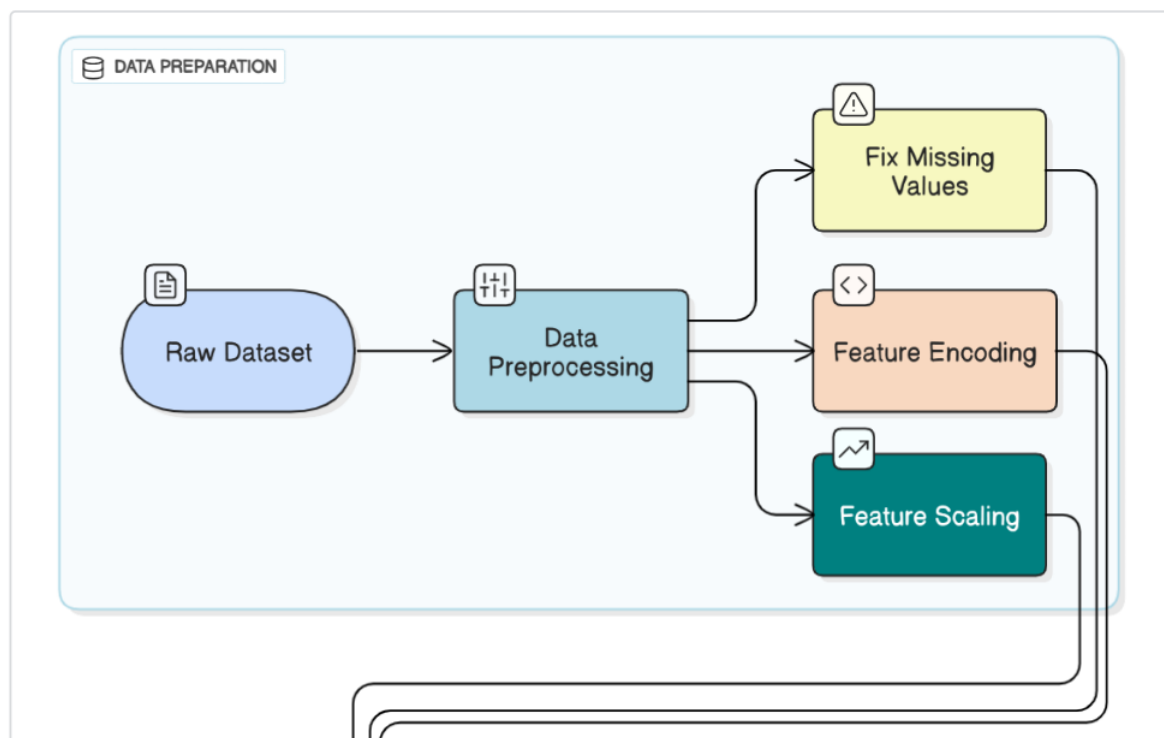 DATA PREPARATION
Fix Missing
Values
Raw Dataset
Data
Preprocessing
Feature Encoding
Feature Scaling